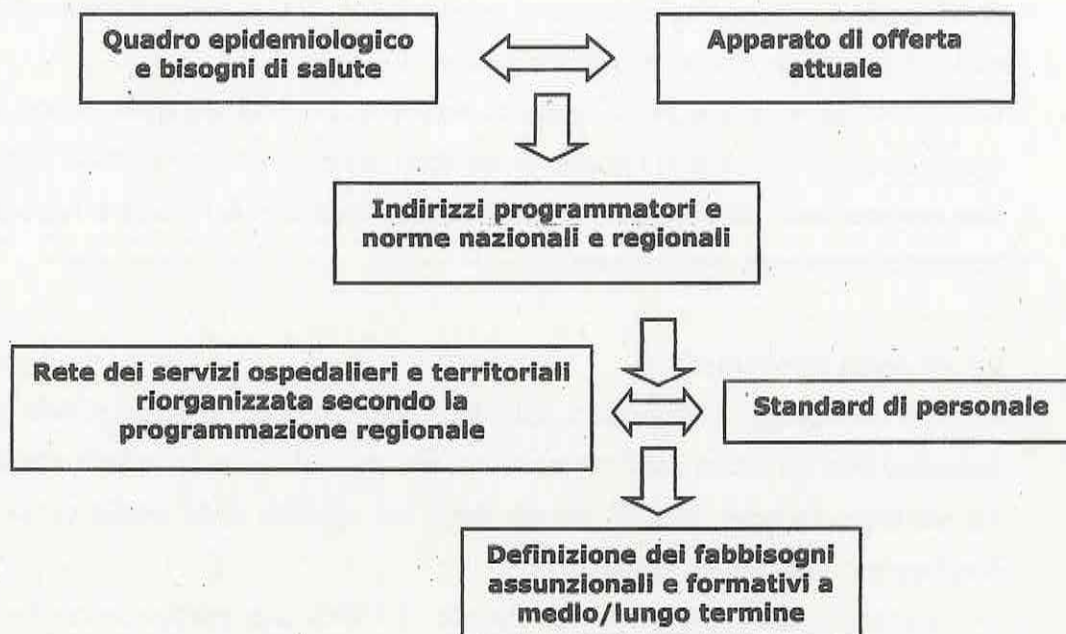 Quadro epidemiologico
e bisogni di salute
Apparato di offerta
attuale
Indirizzi programmatori e
norme nazionali e regionali
Rete dei servizi ospedalieri e territoriali
riorganizzata secondo la
programmazione regionale
Standard di personale
Definizione dei fabbisogni
assunzionali e formativi a
medio/lungo termine